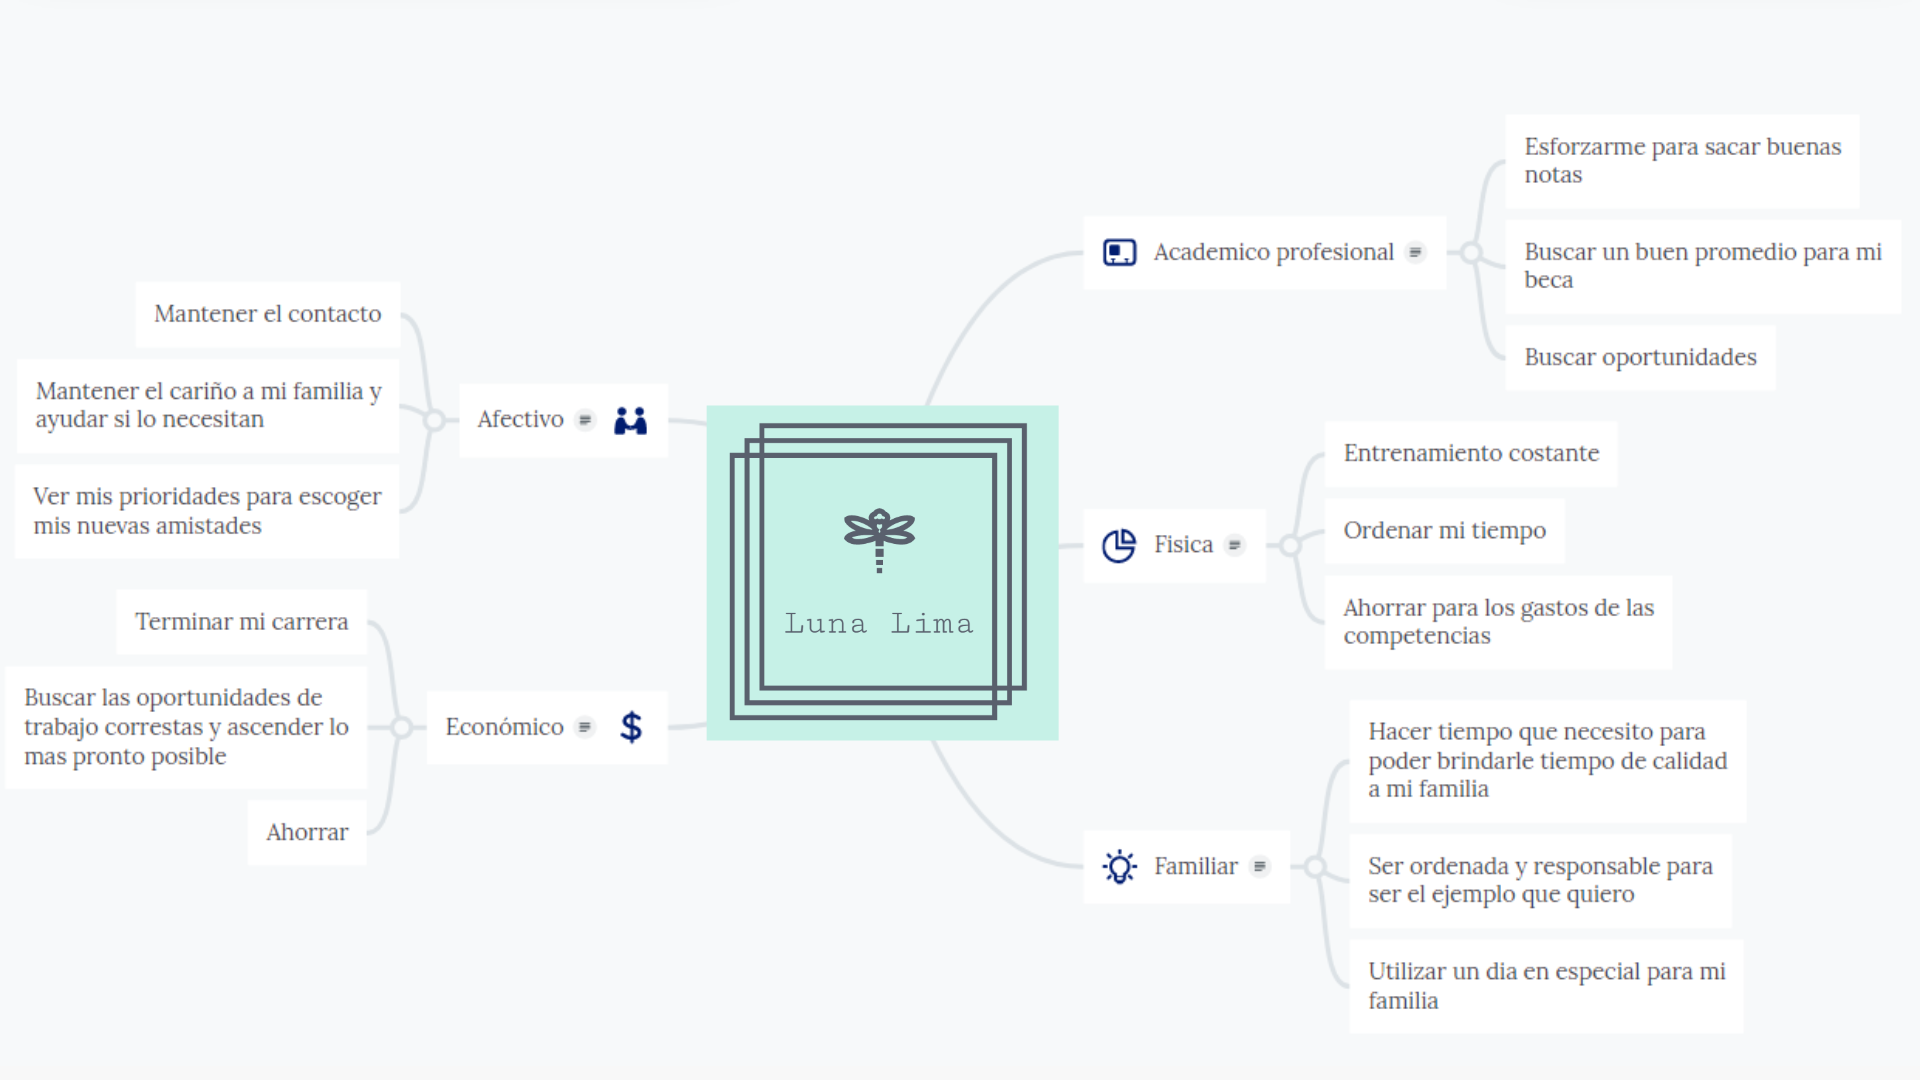 Mantener el contacto
Mantener el cariño a mi familia y
ayudar si lo necesitan
Ver mis prioridades para escoger
mis nuevas amistades
Afectivo
Terminar mi carrera
Buscar las oportunidades de
trabajo correstas y ascender lo
mas pronto posible
Ahorrar
Económico
Luna Lima
Academico profesional
Esforzarme para sacar buenas
notas
Buscar un buen promedio para mi
beca
Buscar oportunidades
Fisica
Entrenamiento costante
Ordenar mi tiempo
Ahorrar para los gastos de las
competencias
Familiar
Hacer tiempo que necesito para
poder brindarle tiempo de calidad
a mi familia
Ser ordenada y responsable para
ser el ejemplo que quiero
Utilizar un dia en especial para mi
familia